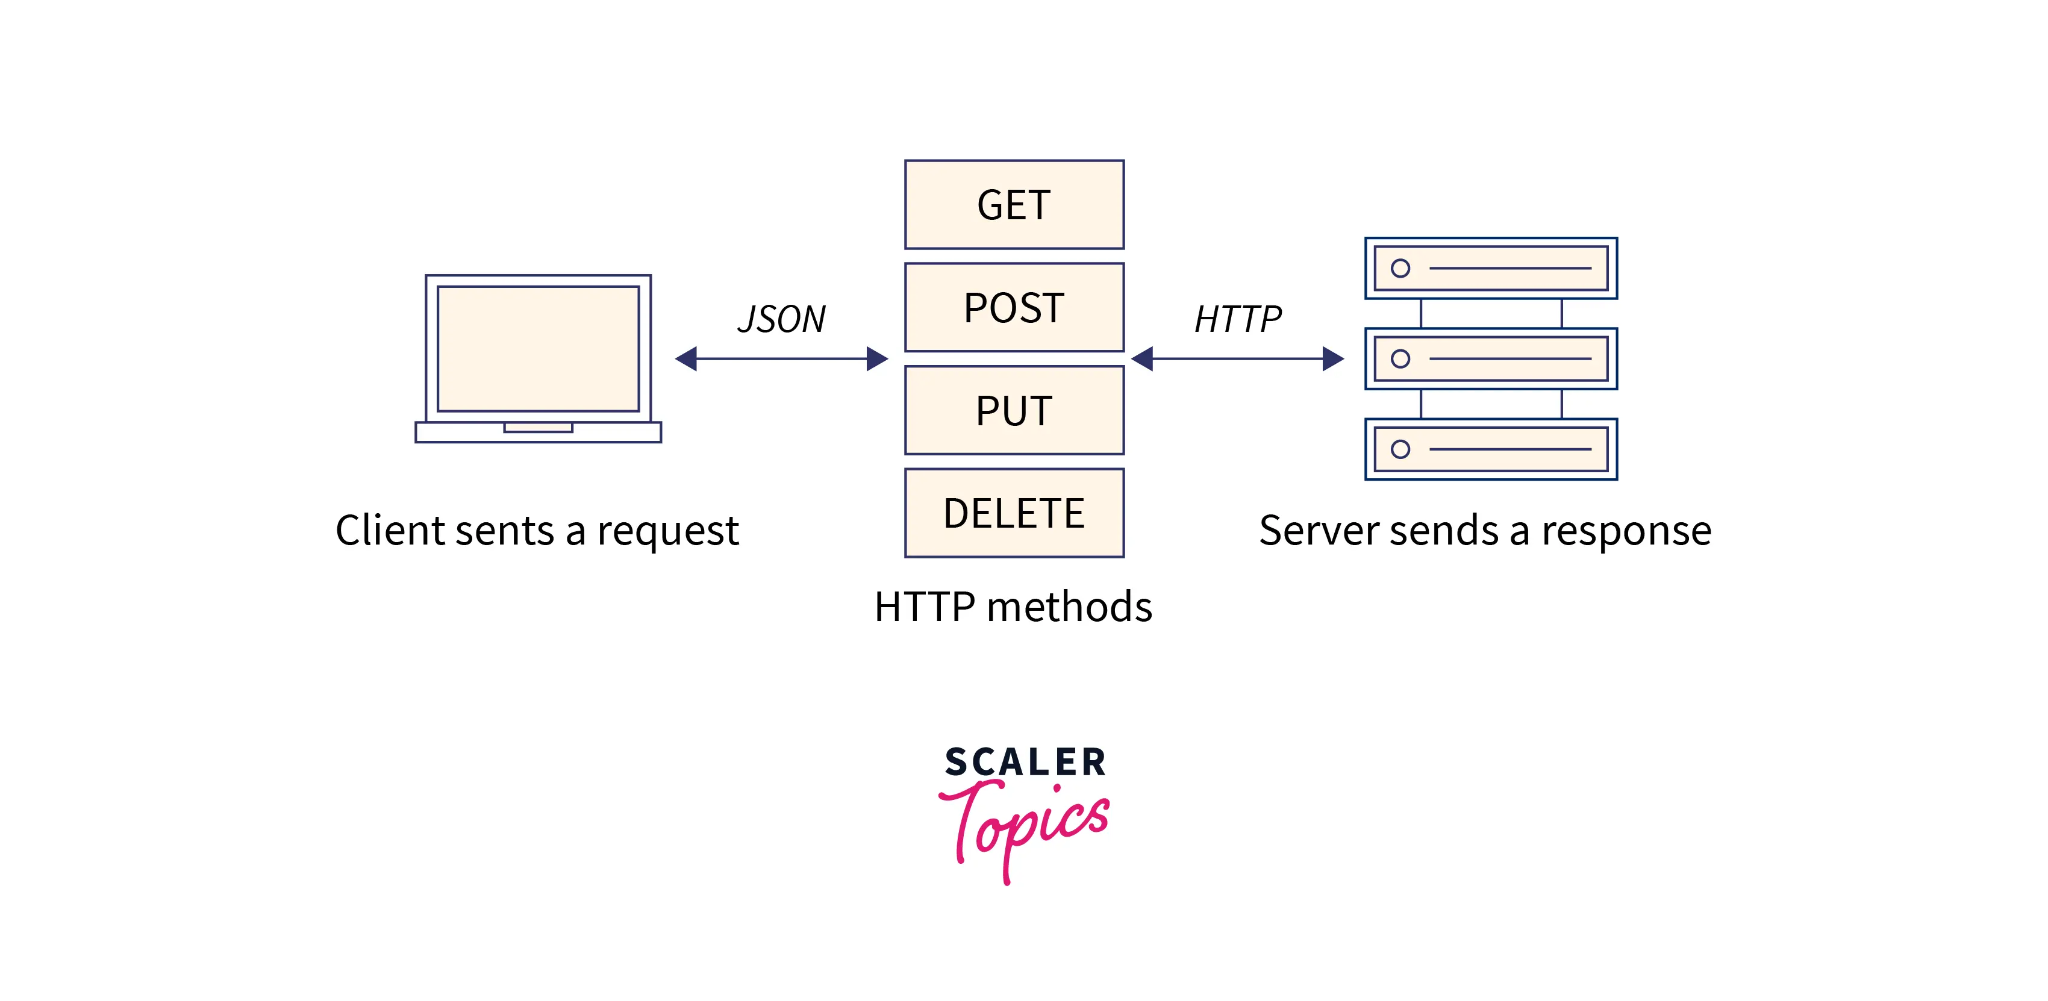 GET
POST
PUT
DELETE
JSON
HTTP
Client sents a request
HTTP methods
Server sends a response
SCALER
Topics